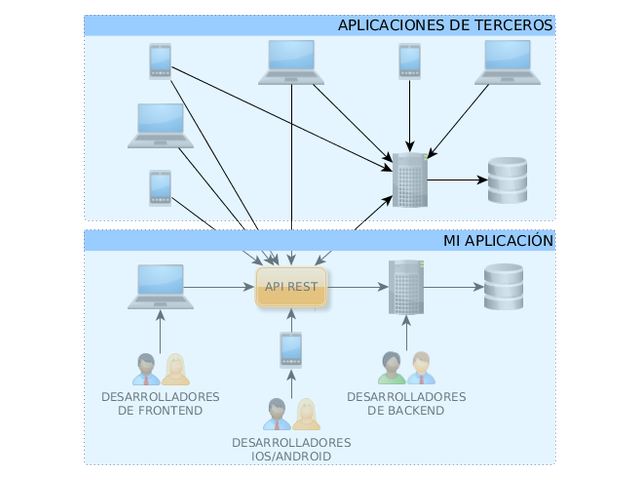 APLICACIONES DE TERCEROS
MI APLICACIÓN
API REST
DESARROLLADORES
DE FRONTEND
DESARROLLADORES
IOS/ANDROID
DESARROLLADORES
DE BACKEND